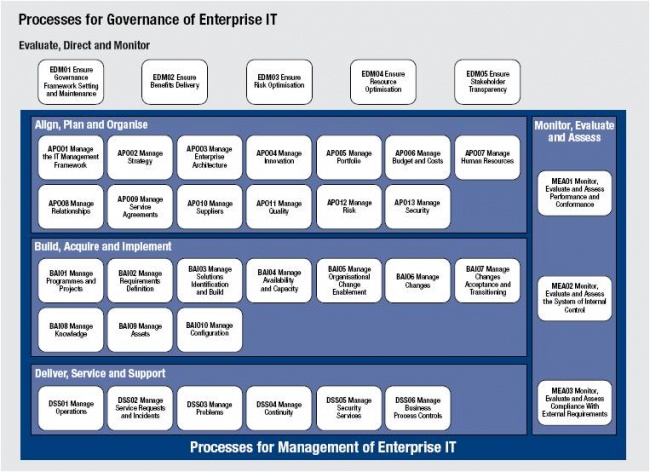 Processes for Governance of Enterprise IT
Evaluate, Direct and Monitor
EDM01 Ensure
Governance
Framework Setting
and Maintenance
EDM02 Ensure
Benefits Delivery
EDM03 Ensure
Risk Optimisation
EDM04 Ensure
Resource
Optimisation
EDM05 Ensure
Stakeholder
Transparency
Align, Plan and Organise
APO01 Manage
the IT Management
Framework
APO02 Manage
Strategy
APO03 Manage
Enterprise
Architecture
APO04 Manage
Innovation
APO05 Manage
Portfolio
APO06 Manage
Budget and Costs
APO07 Manage
Human Resources
APO08 Manage
Relationships
APO09 Manage
Service
Agreements
APO10 Manage
Suppliers
APO11 Manage
Quality
APO12 Manage
Risk
APO13 Manage
Security
Build, Acquire and Implement
BAI01 Manage
Programmes and
Projects
BAI02 Manage
Requirements
Definition
BAI03 Manage
Solutions
Identification
and Build
BAI04 Manage
Availability
and Capacity
BAI05 Manage
Organisational
Change
Enablement
BAI06 Manage
Changes
BAI07 Manage
Changes
Acceptance and
Transitioning
BAI08 Manage
Knowledge
BAI09 Manage
Assets
BAI010 Manage
Configuration
Deliver, Service and Support
DSS01 Manage
Operations
DSS02 Manage
Service Requests
and Incidents
DSS03 Manage
Problems
DSS04 Manage
Continuity
DSS05 Manage
Security
Services
DSS06 Manage
Business
Process Controls
Monitor, Evaluate
and Assess
MEA01 Monitor,
Evaluate and Assess
Performance and
Conformance
MEA02 Monitor,
Evaluate and Assess
the System of Internal
Control
MEA03 Monitor,
Evaluate and Assess
Compliance With
External Requirements
Processes for Management of Enterprise IT